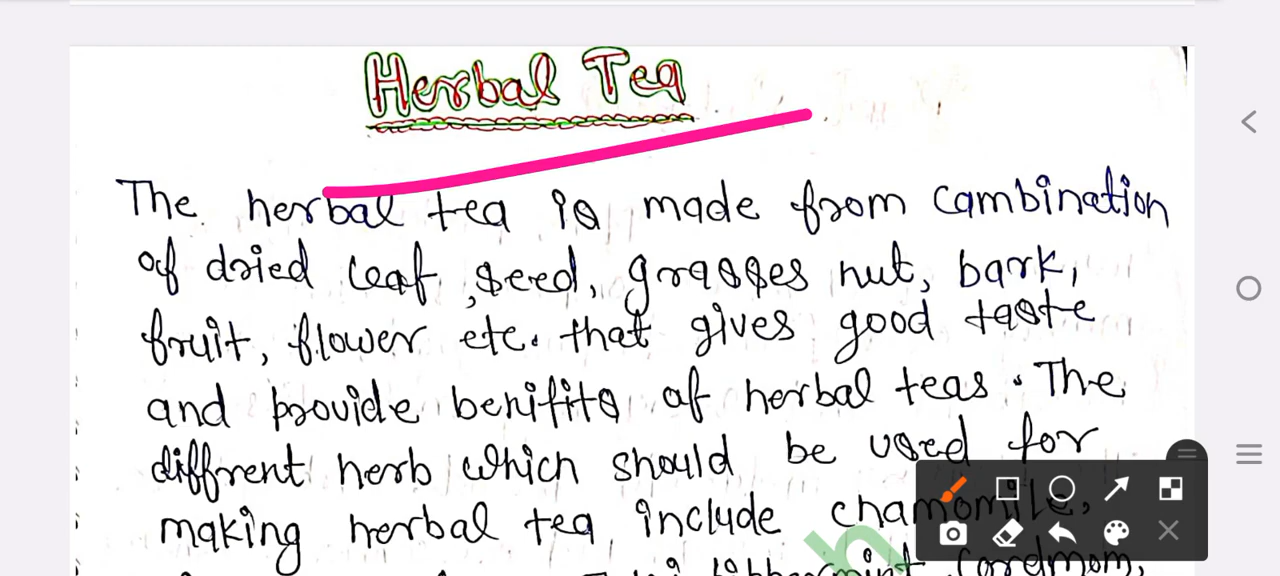 Herbal Tea
The herbal tea is made from cambination
of dried leaf, seed, grasses nut, bark,
fruit, flower etc. that gives good taste
and provide benifits of herbal teas. The
diffrent herb which should be used for
making herbal tea include chamomile,